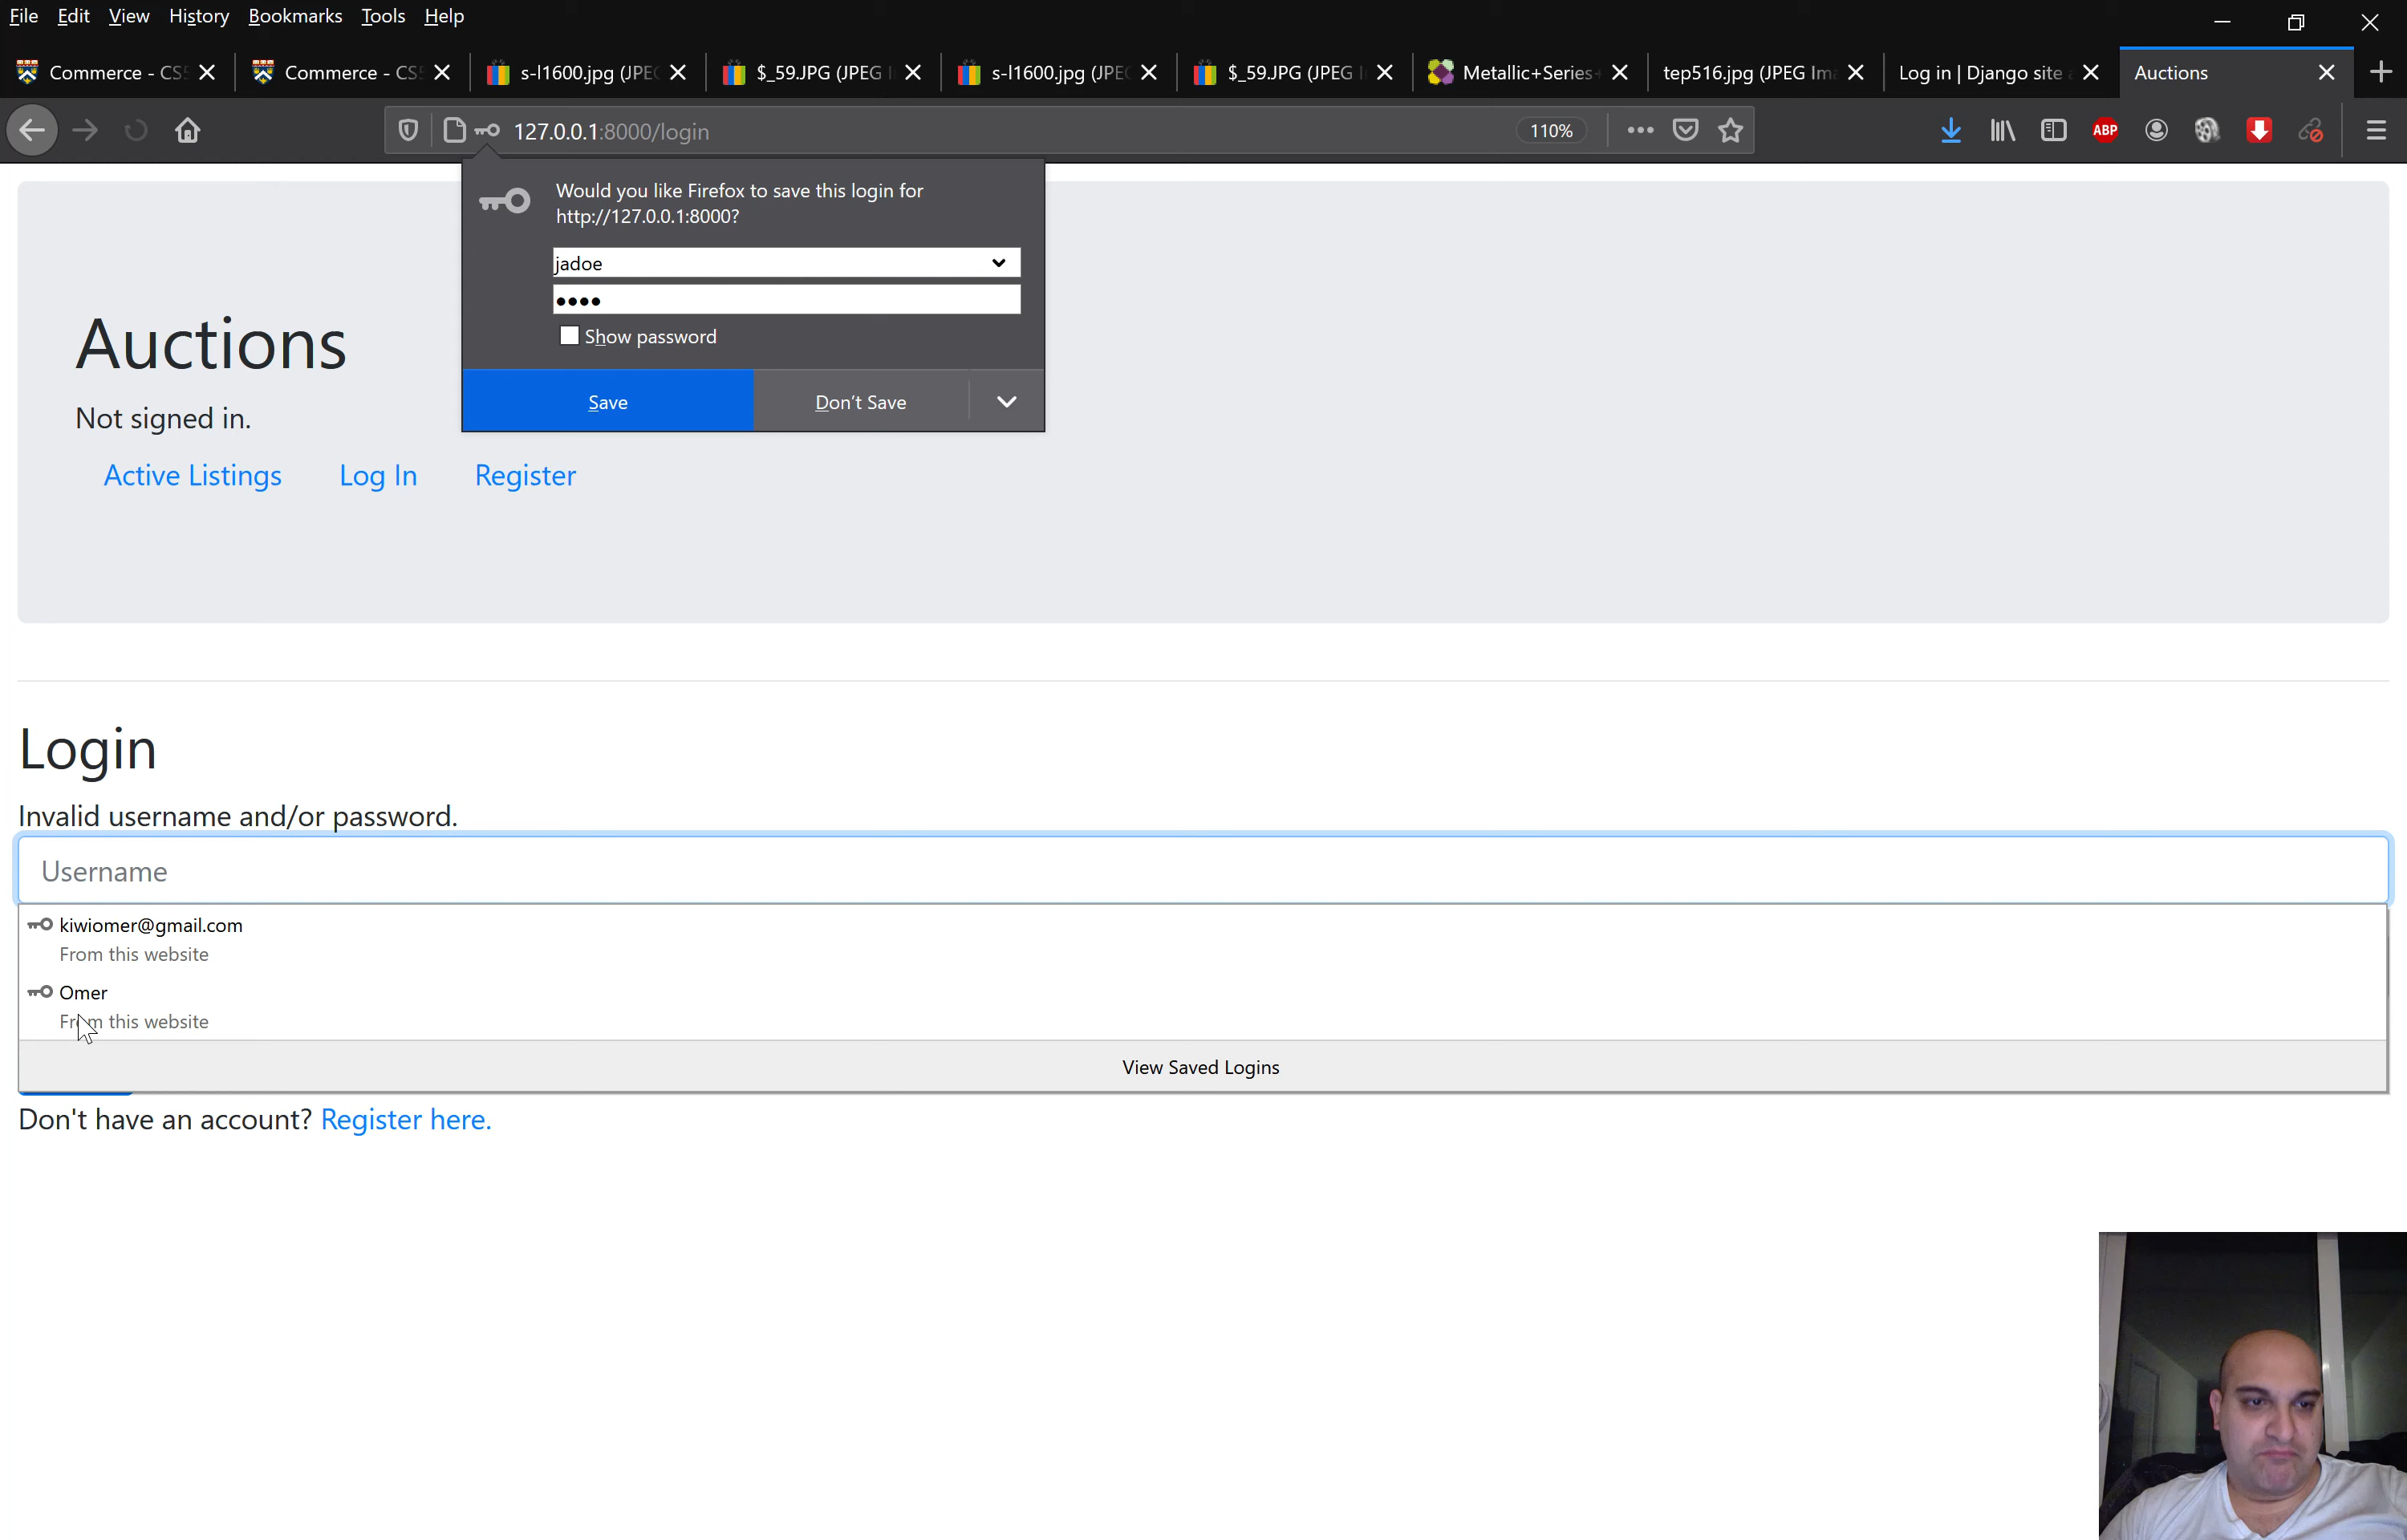 File Edit View History Bookmarks Tools Help
Commerce - CS Commerce - CS s-l1600.jpg (JPE $_59.JPG (JPEG s-l1600.jpg (JPE $_59.JPG (JPEG Metallic+Series+ tep516.jpg (JPEG Im Log in | Django site Auctions
127.0.0.1:8000/login 110% ABP
Would you like Firefox to save this login for
http://127.0.0.1:8000?
jadoe
••••
Show password
Save Don't Save
Auctions
Not signed in.
Active Listings Log In Register
Login
Invalid username and/or password.
Username
kiwiomer@gmail.com
From this website
Omer
From this website
View Saved Logins
Don't have an account? Register here.